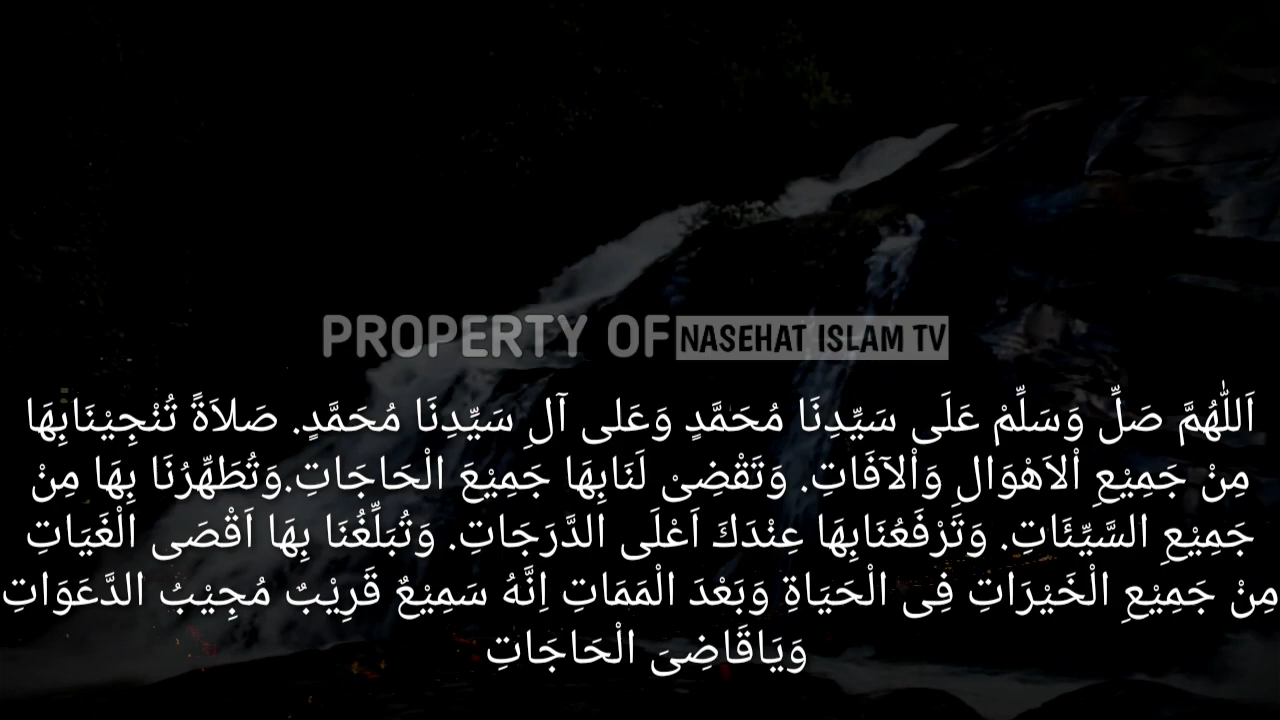 PROPERTY OF NASEHAT ISLAM TV
اَللّٰهُمَّ صَلِّ وَسَلِّمْ عَلَى سَيِّدِنَا مُحَمَّدٍ وَعَلى آلِ سَيِّدِنَا مُحَمَّدٍ. صَلاَةً تُنْجِيْنَابِهَا
مِنْ جَمِيْعِ اْلاَهْوَالِ وَاْلآفَاتِ. وَتَقْضِىْ لَنَابِهَا جَمِيْعَ الْحَاجَاتِ.وَتُطَهِّرُنَا بِهَا مِنْ
جَمِيْعِ السَّيِّئَاتِ. وَتَرْفَعُنَابِهَا عِنْدَكَ اَعْلَى الدَّرَجَاتِ. وَتُبَلِّغُنَا بِهَا اَقْصَى الْغَيَاتِ
مِنْ جَمِيْعِ الْخَيْرَاتِ فِى الْحَيَاةِ وَبَعْدَ الْمَمَاتِ اِنَّهُ سَمِيْعٌ قَرِيْبٌ مُجِيْبُ الدَّعَوَاتِ
وَيَاقَاضِىَ الْحَاجَاتِ